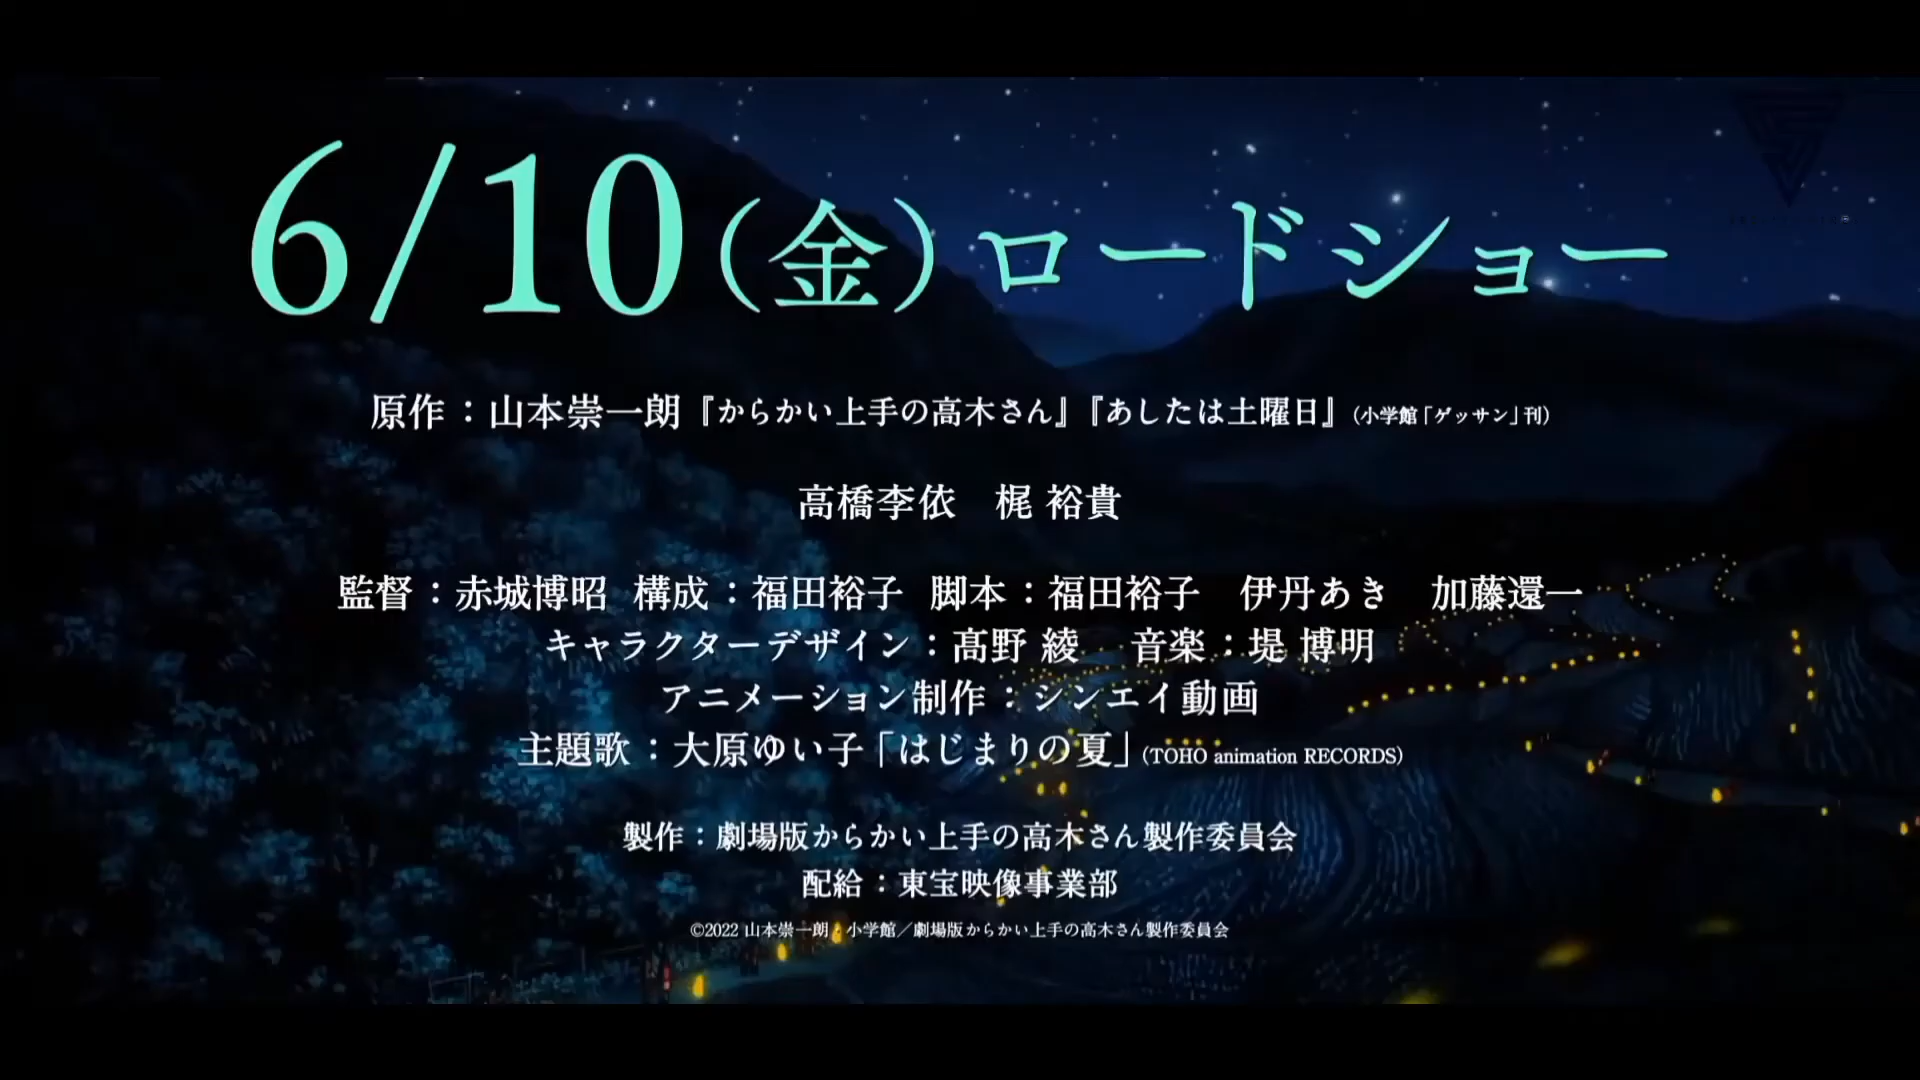 6/10(金)ロードショー
原作：山本崇一朗『からかい上手の高木さん』『あしたは土曜日』(小学館「ゲッサン」刊)
高橋李依　梶 裕貴
監督：赤城博昭 構成：福田裕子 脚本：福田裕子　伊丹あき　加藤還一
キャラクターデザイン：髙野 綾　音楽：堤 博明
アニメーション制作：シンエイ動画
主題歌：大原ゆい子「はじまりの夏」(TOHO animation RECORDS)
製作：劇場版からかい上手の高木さん製作委員会
配給：東宝映像事業部
©2022 山本崇一朗・小学館／劇場版からかい上手の高木さん製作委員会